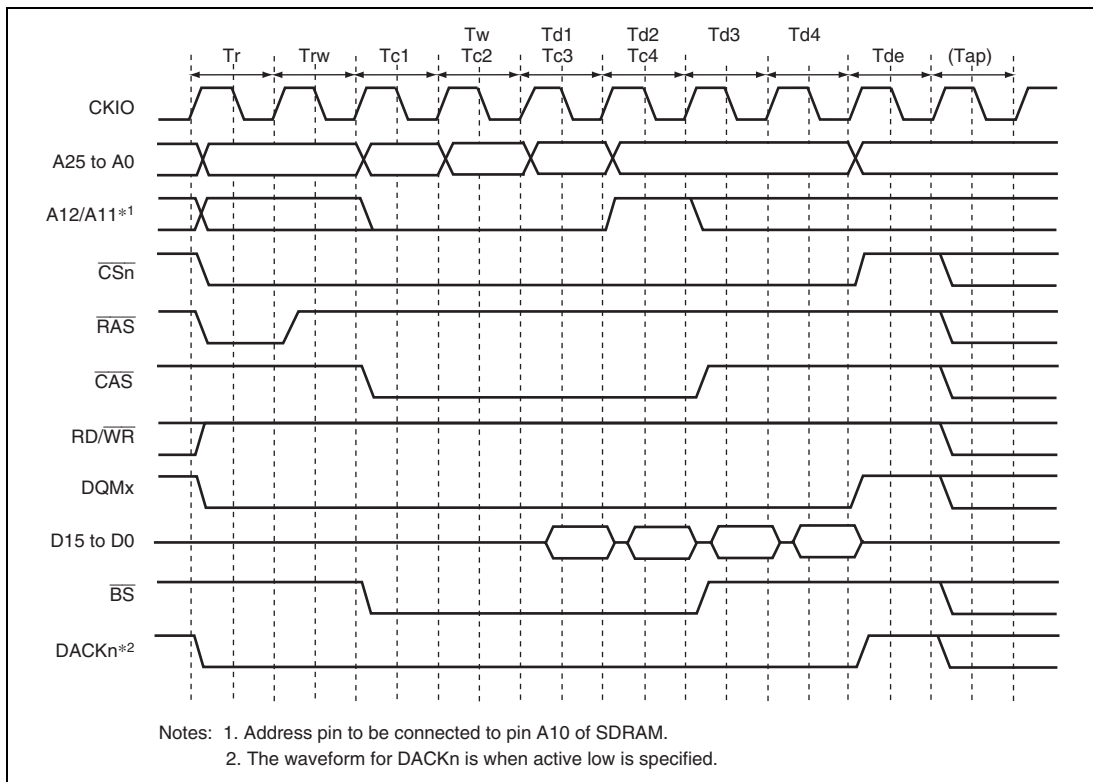 Tw Td1 Td2 Td3 Td4
Tr Trw Tc1 Tc2 Tc3 Tc4 Tde (Tap)
CKIO
A25 to A0
A12/A11*1
CSn
RAS
CAS
RD/WR
DQMx
D15 to D0
BS
DACKn*2
Notes: 1. Address pin to be connected to pin A10 of SDRAM.
2. The waveform for DACKn is when active low is specified.